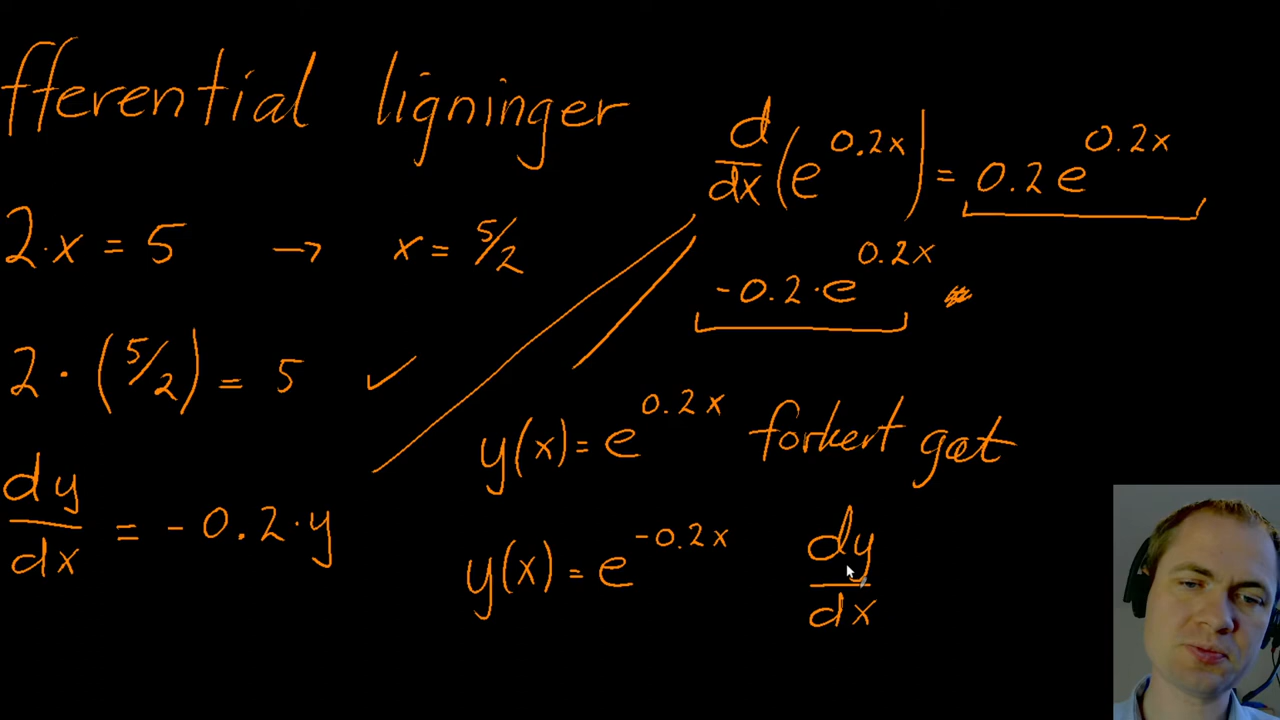 fferential ligninger
2·x = 5 → x = 5/2
2 · (5/2) = 5 ✓
dy/dx = -0.2·y
d/dx (e^0.2x) = 0.2 e^0.2x
-0.2·e^0.2x
y(x) = e^0.2x forkert gæt
y(x) = e^-0.2x dy/dx